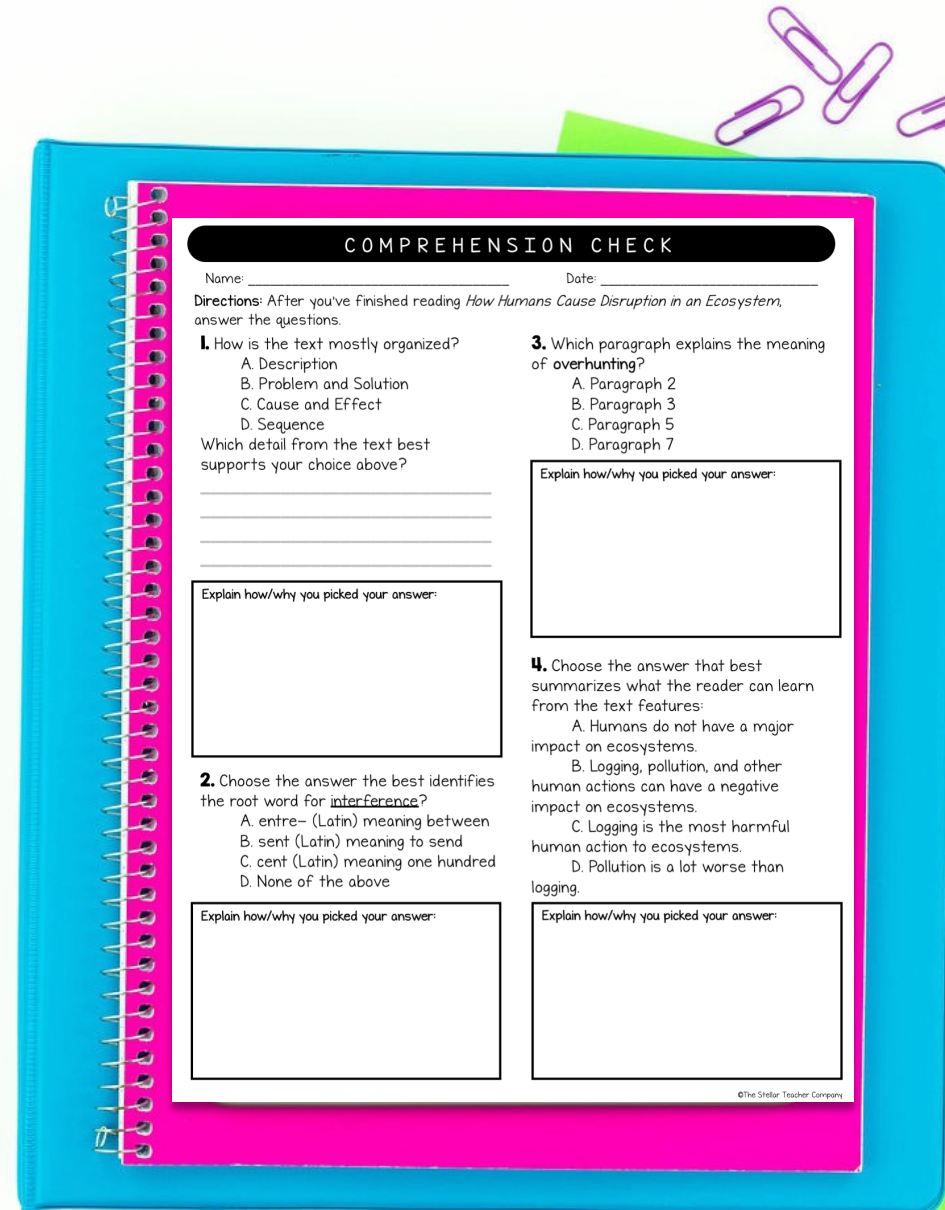 COMPREHENSION CHECK
Name: ________________ Date: ________________
Directions: After you've finished reading How Humans Cause Disruption in an Ecosystem,
answer the questions.
1. How is the text mostly organized?
A. Description
B. Problem and Solution
C. Cause and Effect
D. Sequence
Which detail from the text best
supports your choice above?
Explain how/why you picked your answer:
2. Choose the answer the best identifies
the root word for interference?
A. entre- (Latin) meaning between
B. sent (Latin) meaning to send
C. cent (Latin) meaning one hundred
D. None of the above
Explain how/why you picked your answer:
3. Which paragraph explains the meaning
of overhunting?
A. Paragraph 2
B. Paragraph 3
C. Paragraph 5
D. Paragraph 7
Explain how/why you picked your answer:
4. Choose the answer that best
summarizes what the reader can learn
from the text features:
A. Humans do not have a major
impact on ecosystems.
B. Logging, pollution, and other
human actions can have a negative
impact on ecosystems.
C. Logging is the most harmful
human action to ecosystems.
D. Pollution is a lot worse than
logging.
Explain how/why you picked your answer:
©The Stellar Teacher Company